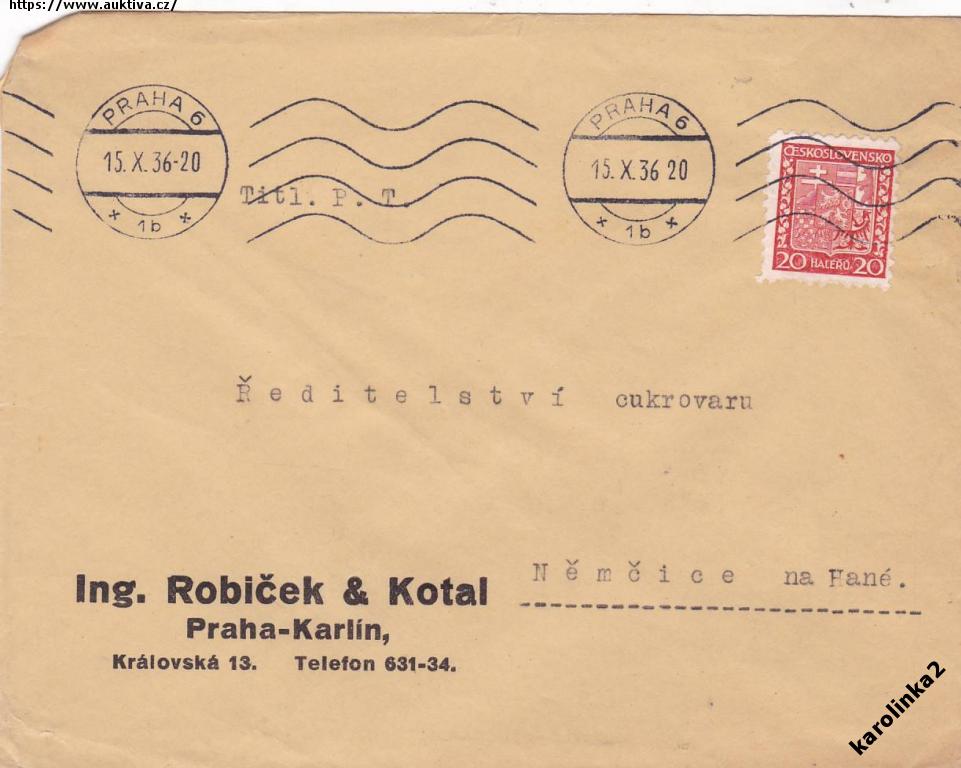 https://www.auktiva.cz/
PRAHA 6
15.X.36-20
* 1b *
PRAHA 6
15.X.36 20
* 1b *
ČESKOSLOVENSKO
20 HALÉŘŮ 20
Titl. P. T.
Ředitelství cukrovaru
Němčice na Hané.
Ing. Robiček & Kotal
Praha-Karlín,
Královská 13. Telefon 631-34.
karolinka2